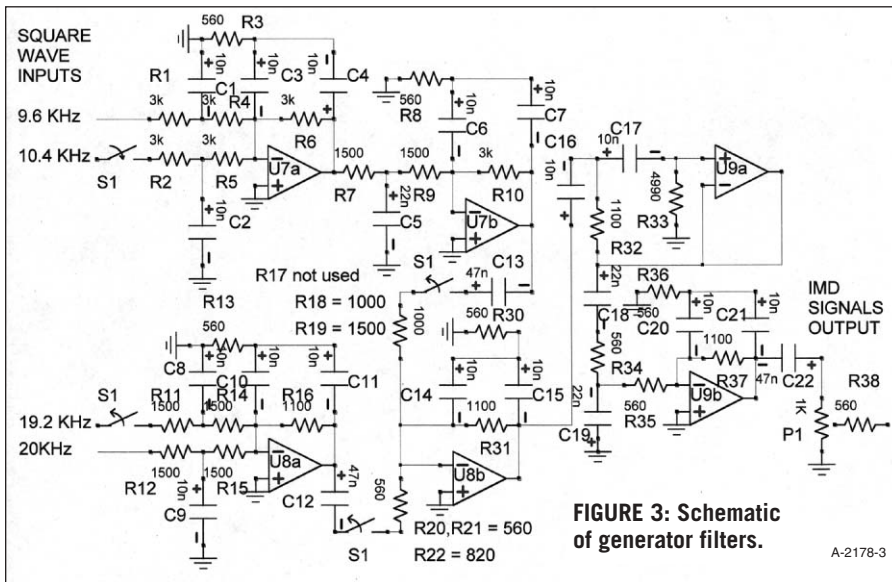 SQUARE
WAVE
INPUTS
560 R3
10n 10n 10n
R1 C1 C3 C4
3k 3k R4 3k
9.6 KHz
R6
10.4 KHz
3k 3k
S1 R2 R5
U7a
10n
C2
1500 1500 3k
R7 R9 R10
22n
C5
560
R8
10n 10n
C6 C7
U7b
C16
10n
10n C17
U9a
4990
R33
1100
R32
S1 47n C13
R17 not used
R18 = 1000
R19 = 1500
1000
R30
560
10n 10n
C14 C15
1100
R31
U8b
560
R20,R21 = 560
R22 = 820
22n
C18
560
R34
22n
C19
560
R35
R36
560
10n 10n
C20 C21
1100
R37
U9b
47n C22
IMD
SIGNALS
OUTPUT
R38
1K 560
P1
R13
560
C8 10n 10n 10n
C10 C11
S1 R11 R14 R16
19.2 KHz
1500 1500 1100
20KHz
1500 1500
R12 R15
U8a
10n
C9
47n
C12
S1
FIGURE 3: Schematic
of generator filters.
A-2178-3